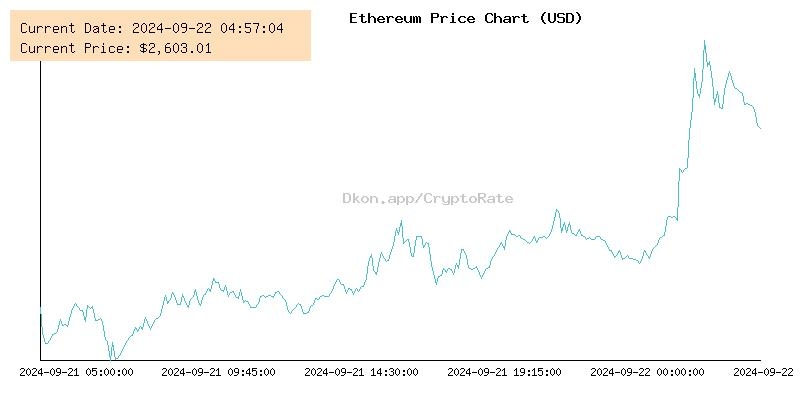 Ethereum Price Chart (USD)
Current Date: 2024-09-22 04:57:04
Current Price: $2,603.01
Dkon.app/CryptoRate
2024-09-21 05:00:00 2024-09-21 09:45:00 2024-09-21 14:30:00 2024-09-21 19:15:00 2024-09-22 00:00:00 2024-09-22